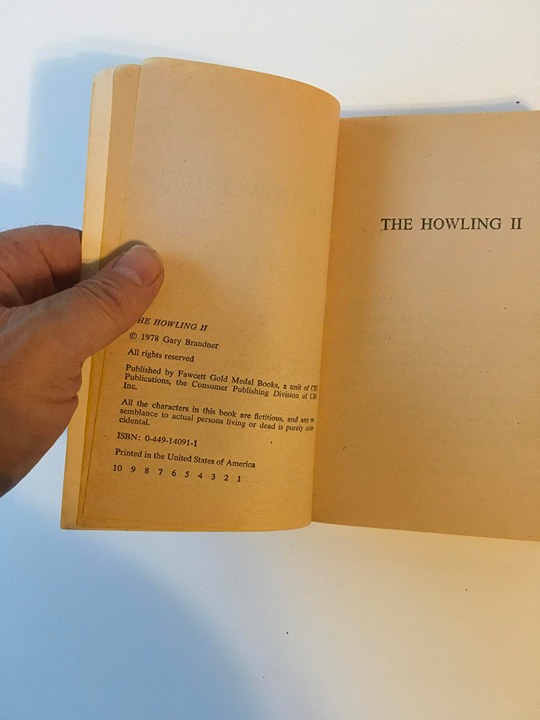 HE HOWLING II
© 1978 Gary Brandner
All rights reserved
Published by Fawcett Gold Medal Books, a unit of
Publications, the Consumer Publishing Division of
Inc.
All the characters in this book are fictitious, and any
semblance to actual persons living or dead is purely
cidental.
ISBN: 0-449-14091-1
Printed in the United States of America
10 9 8 7 6 5 4 3 2 1
THE HOWLING II